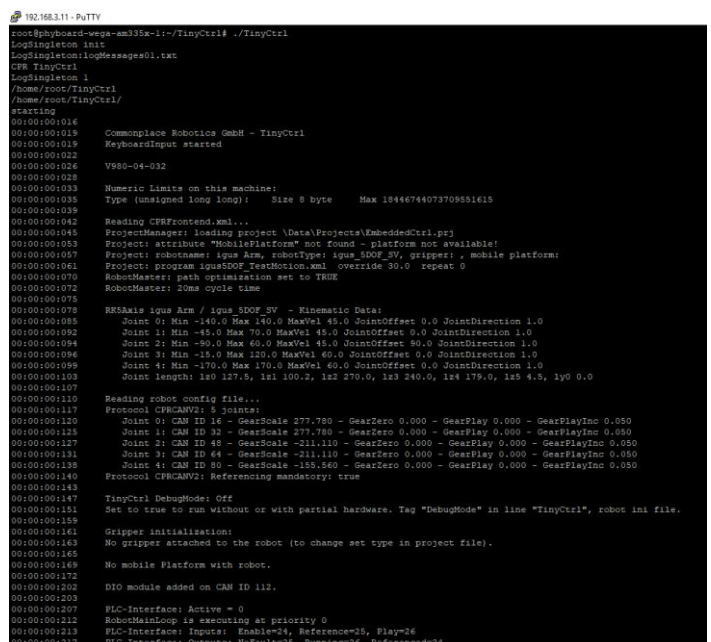 192.168.3.11 - PuTTY
root@phyboard-wega-am335x-1:~/TinyCtrl# ./TinyCtrl
LogSingleton init
LogSingleton:logMessages01.txt
CPR TinyCtrl
LogSingleton 1
/home/root/TinyCtrl
/home/root/TinyCtrl/
starting
00:00:00:016
00:00:00:019 Commonplace Robotics GmbH - TinyCtrl
00:00:00:019 KeyboardInput started
00:00:00:022
00:00:00:026 V980-04-032
00:00:00:028
00:00:00:033 Numeric Limits on this machine:
00:00:00:035 Type (unsigned long long): Size 8 byte Max 18446744073709551615
00:00:00:039
00:00:00:042 Reading CPRFrontend.xml...
00:00:00:045 ProjectManager: loading project \Data\Projects\EmbeddedCtrl.prj
00:00:00:053 Project: attribute "MobilePlatform" not found - platform not available!
00:00:00:057 Project: robotname: igus Arm, robotType: igus_5DOF_SV, gripper: , mobile platform:
00:00:00:061 Project: program igus5DOF_TestMotion.xml override 30.0 repeat 0
00:00:00:070 RobotMaster: path optimization set to TRUE
00:00:00:072 RobotMaster: 20ms cycle time
00:00:00:075
00:00:00:078 RK5Axis igus Arm / igus_5DOF_SV - Kinematic Data:
00:00:00:085 Joint 0: Min -140.0 Max 140.0 MaxVel 45.0 JointOffset 0.0 JointDirection 1.0
00:00:00:092 Joint 1: Min -45.0 Max 70.0 MaxVel 45.0 JointOffset 0.0 JointDirection 1.0
00:00:00:094 Joint 2: Min -90.0 Max 60.0 MaxVel 45.0 JointOffset 90.0 JointDirection 1.0
00:00:00:096 Joint 3: Min -15.0 Max 120.0 MaxVel 60.0 JointOffset 0.0 JointDirection 1.0
00:00:00:099 Joint 4: Min -170.0 Max 170.0 MaxVel 60.0 JointOffset 0.0 JointDirection 1.0
00:00:00:103 Joint length: lz0 127.5, lz1 100.2, lz2 270.0, lz3 240.0, lz4 179.0, lz5 4.5, ly0 0.0
00:00:00:107
00:00:00:110 Reading robot config file...
00:00:00:117 Protocol CPRCANV2: 5 joints:
00:00:00:120 Joint 0: CAN ID 16 - GearScale 277.780 - GearZero 0.000 - GearPlay 0.000 - GearPlayInc 0.050
00:00:00:125 Joint 1: CAN ID 32 - GearScale 277.780 - GearZero 0.000 - GearPlay 0.000 - GearPlayInc 0.050
00:00:00:127 Joint 2: CAN ID 48 - GearScale -211.110 - GearZero 0.000 - GearPlay 0.000 - GearPlayInc 0.050
00:00:00:131 Joint 3: CAN ID 64 - GearScale -211.110 - GearZero 0.000 - GearPlay 0.000 - GearPlayInc 0.050
00:00:00:138 Joint 4: CAN ID 80 - GearScale -155.560 - GearZero 0.000 - GearPlay 0.000 - GearPlayInc 0.050
00:00:00:140 Protocol CPRCANV2: Referencing mandatory: true
00:00:00:143
00:00:00:147 TinyCtrl DebugMode: Off
00:00:00:151 Set to true to run without or with partial hardware. Tag "DebugMode" in line "TinyCtrl", robot ini file.
00:00:00:159
00:00:00:161 Gripper initialization:
00:00:00:163 No gripper attached to the robot (to change set type in project file).
00:00:00:165
00:00:00:169 No mobile Platform with robot.
00:00:00:172
00:00:00:202 DIO module added on CAN ID 112.
00:00:00:203
00:00:00:207 PLC-Interface: Active = 0
00:00:00:212 RobotMainLoop is executing at priority 0
00:00:00:213 PLC-Interface: Inputs: Enable=24, Reference=25, Play=26